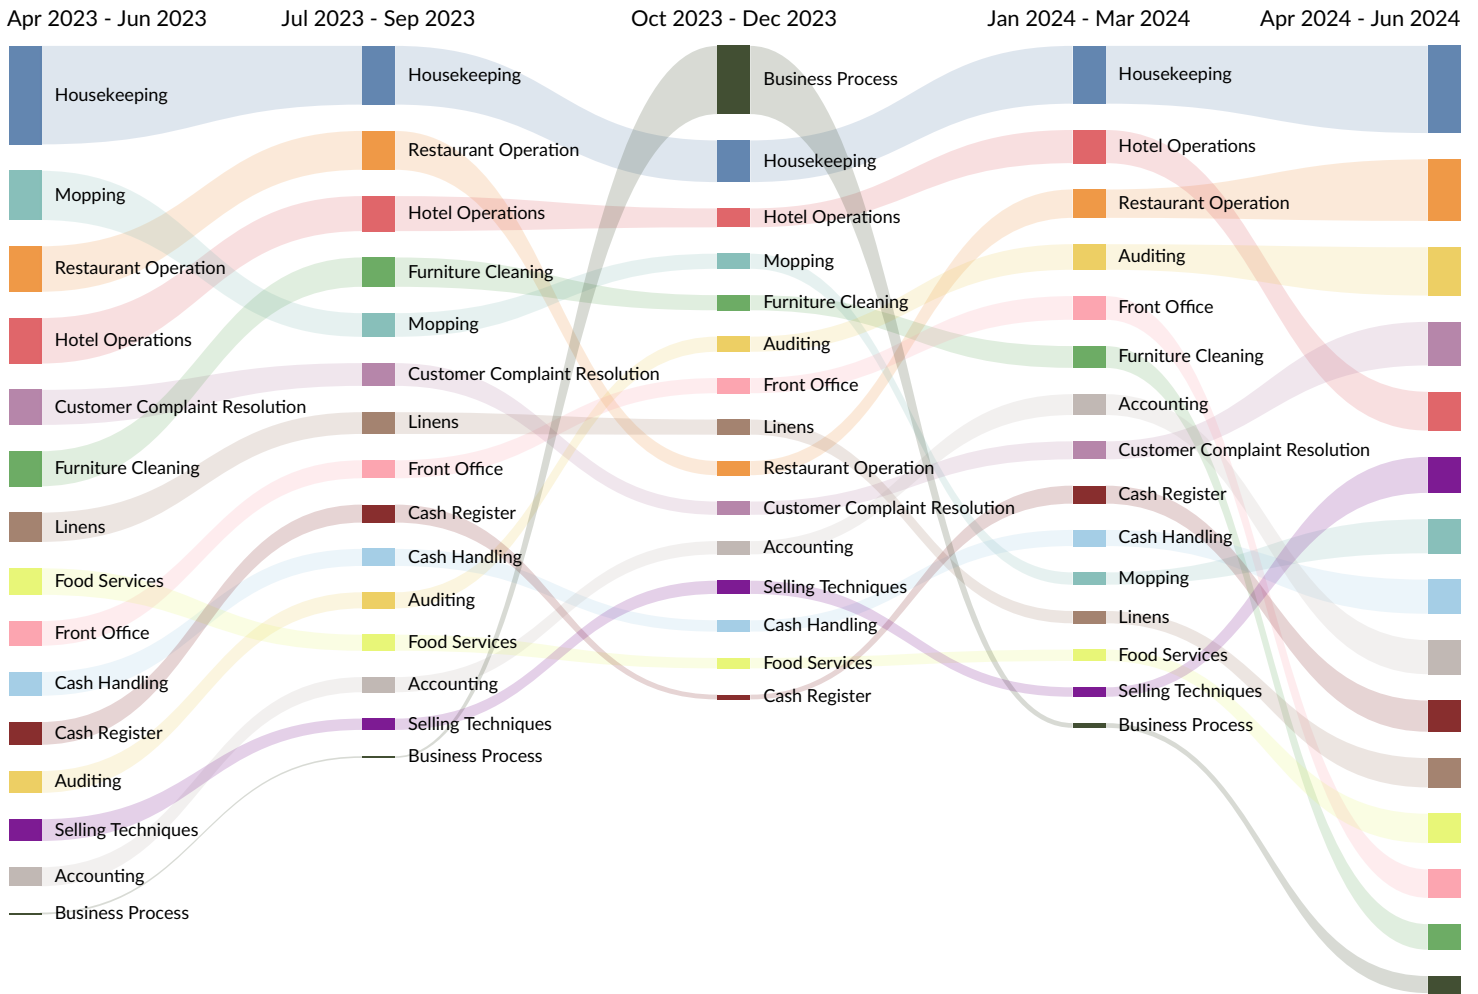 Apr 2023 - Jun 2023
Jul 2023 - Sep 2023
Oct 2023 - Dec 2023
Jan 2024 - Mar 2024
Apr 2024 - Jun 2024
Housekeeping
Mopping
Restaurant Operation
Hotel Operations
Customer Complaint Resolution
Furniture Cleaning
Linens
Food Services
Front Office
Cash Handling
Cash Register
Auditing
Selling Techniques
Accounting
Business Process
Housekeeping
Restaurant Operation
Hotel Operations
Furniture Cleaning
Mopping
Customer Complaint Resolution
Linens
Front Office
Cash Register
Cash Handling
Auditing
Food Services
Accounting
Selling Techniques
Business Process
Business Process
Housekeeping
Hotel Operations
Mopping
Furniture Cleaning
Auditing
Front Office
Linens
Restaurant Operation
Customer Complaint Resolution
Accounting
Selling Techniques
Cash Handling
Food Services
Cash Register
Housekeeping
Hotel Operations
Restaurant Operation
Auditing
Front Office
Furniture Cleaning
Accounting
Customer Complaint Resolution
Cash Register
Cash Handling
Mopping
Linens
Food Services
Selling Techniques
Business Process